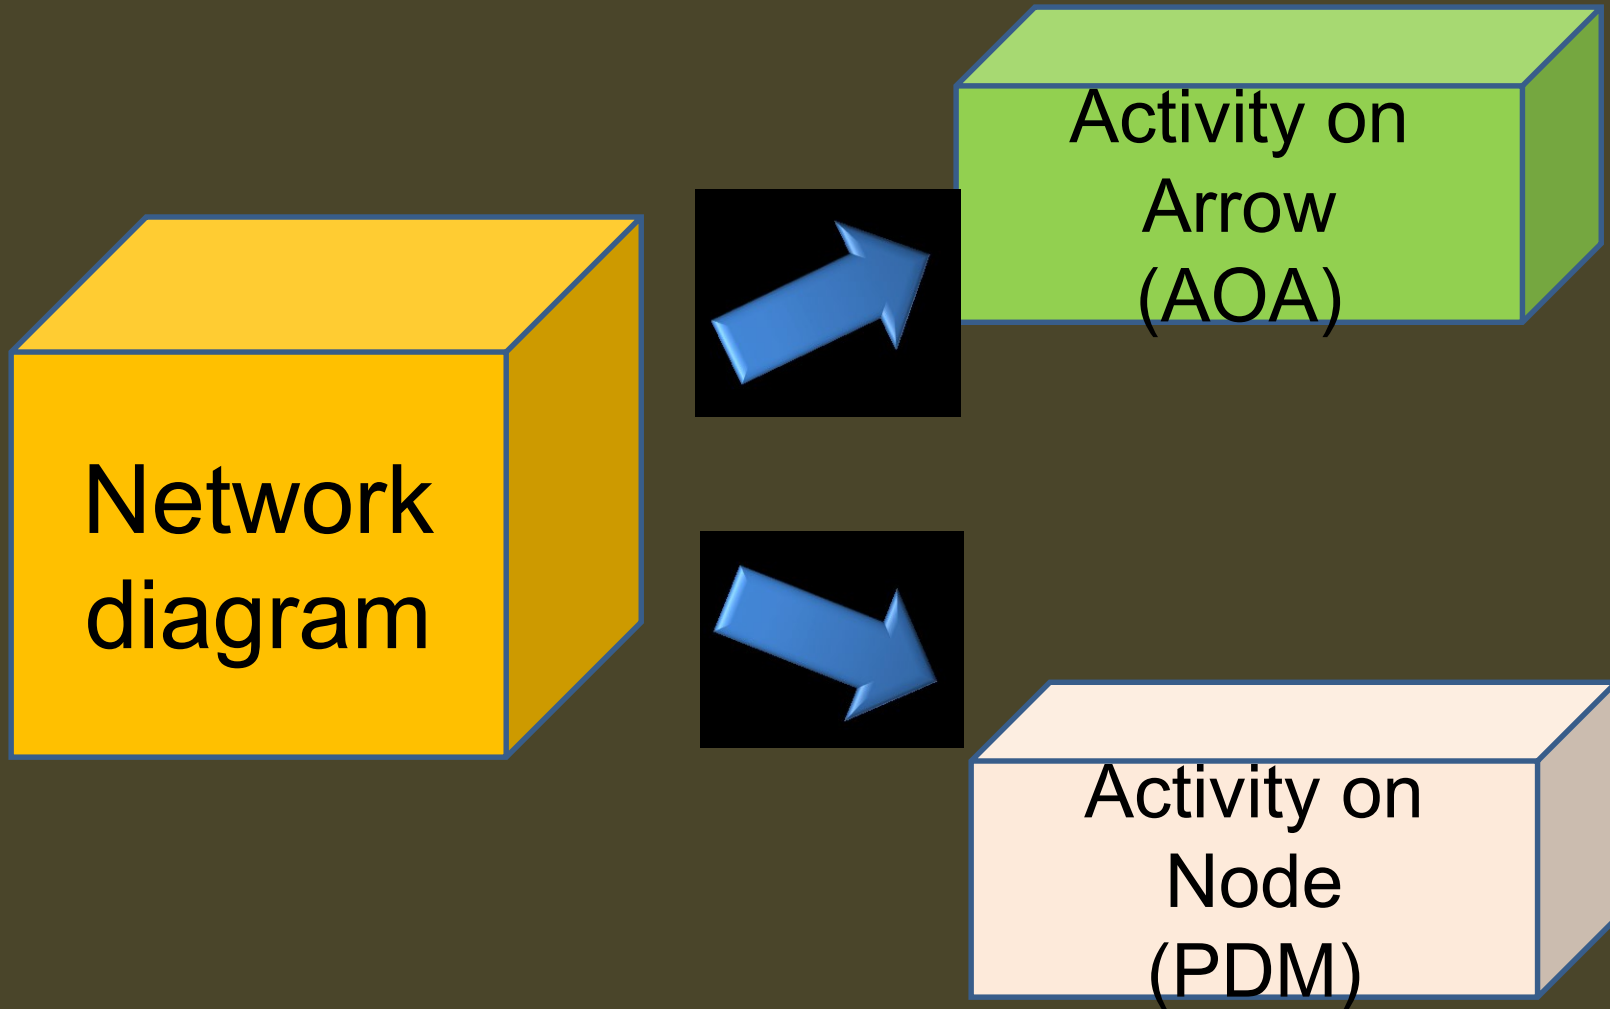 Network
diagram
Activity on
Arrow
(AOA)
Activity on
Node
(PDM)